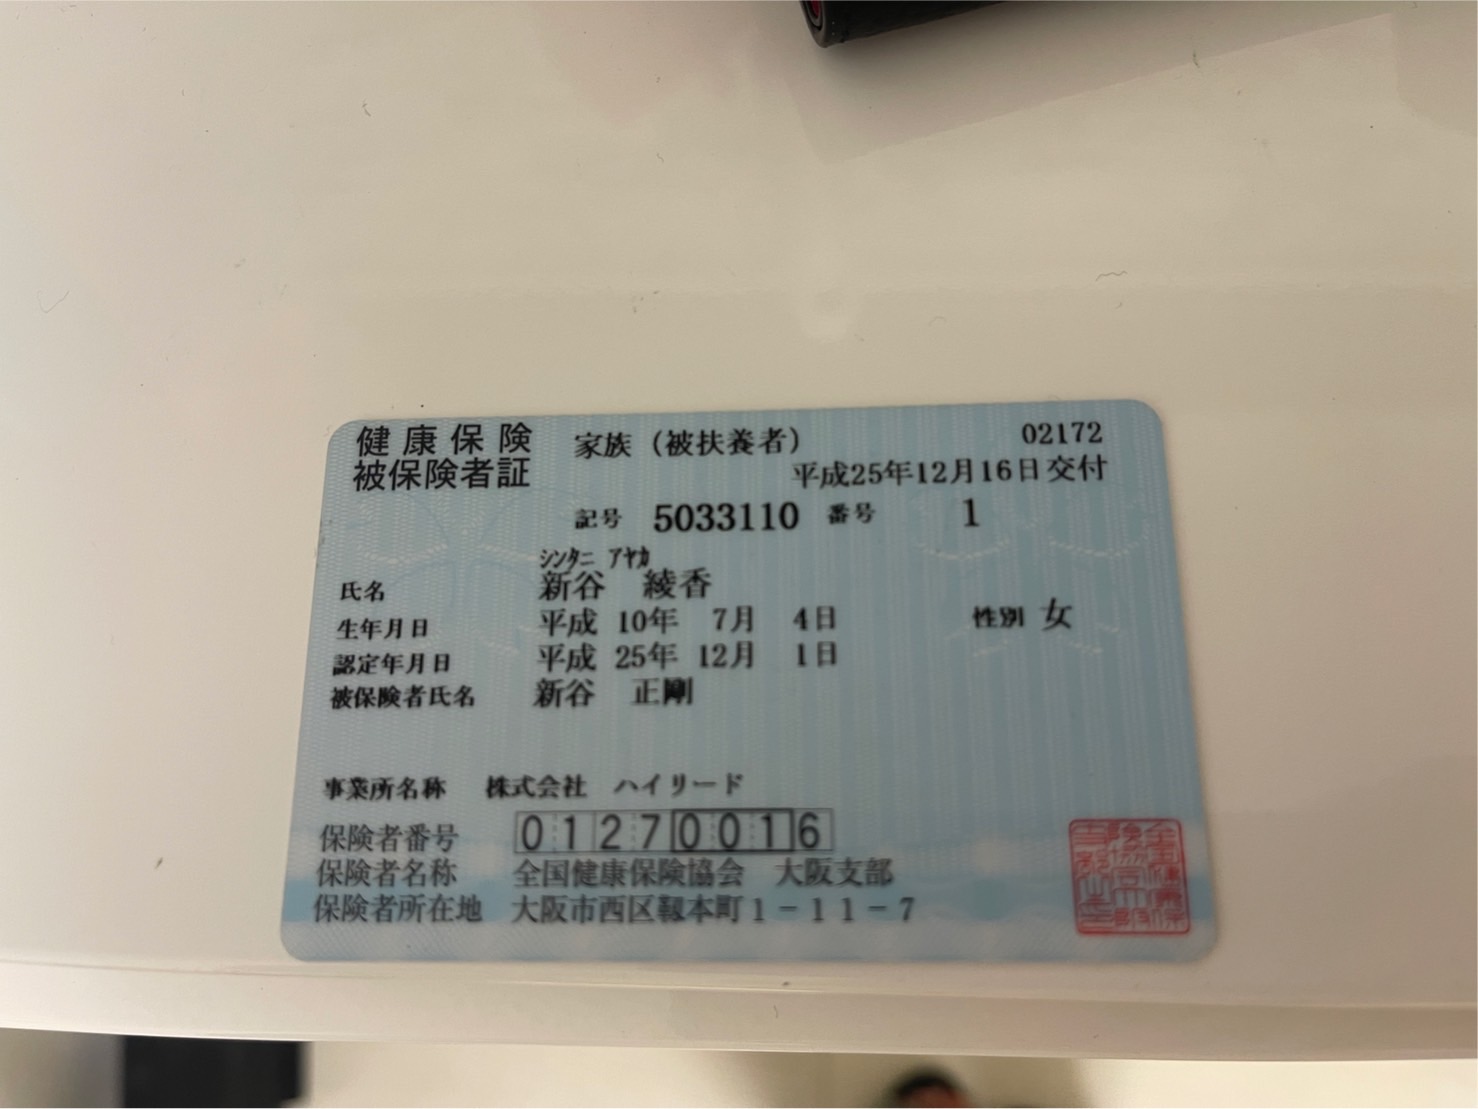 健康保険 家族（被扶養者） 02172
被保険者証 平成25年12月16日交付
記号 5033110 番号 1
シンタニ アヤカ
氏名 新谷 綾香
生年月日 平成 10年 7月 4日 性別 女
認定年月日 平成 25年 12月 1日
被保険者氏名 新谷 正剛
事業所名称 株式会社 ハイリード
保険者番号 01270016
保険者名称 全国健康保険協会 大阪支部
保険者所在地 大阪市西区靱本町1－11－7